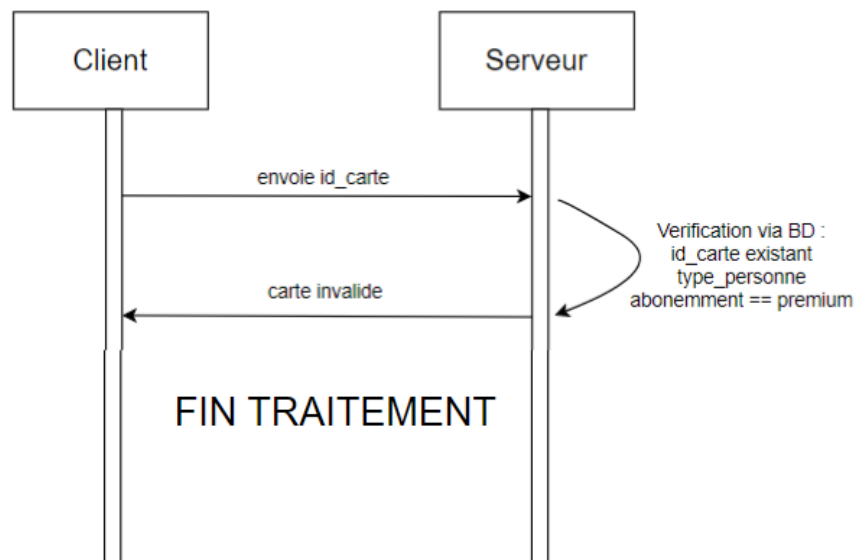 Client
Serveur
envoie id_carte
Verification via BD :
id_carte existant
type_personne
abonemment == premium
carte invalide
FIN TRAITEMENT